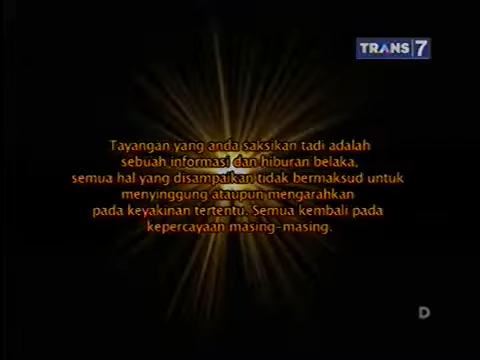 TRANS 7
Tayangan yang anda saksikan tadi adalah
sebuah informasi dan hiburan belaka,
semua hal yang disampaikan tidak bermaksud untuk
menyinggung ataupun mengarahkan
pada keyakinan tertentu. Semua kembali pada
kepercayaan masing-masing.
D